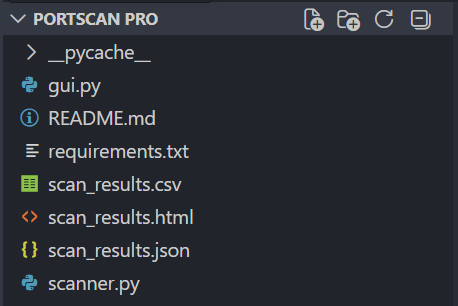 PORTSCAN PRO
__pycache__
gui.py
README.md
requirements.txt
scan_results.csv
scan_results.html
scan_results.json
scanner.py